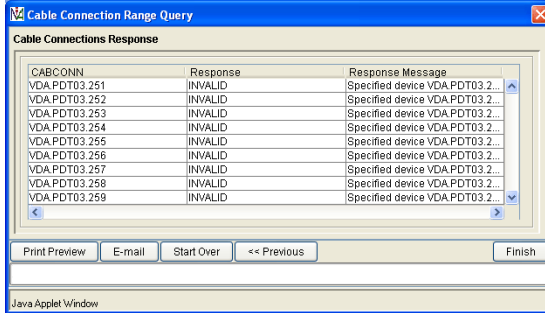 Cable Connection Range Query
Cable Connections Response
CABCONN Response Response Message
VDA.PDT03.251 INVALID Specified device VDA.PDT03.2...
VDA.PDT03.252 INVALID Specified device VDA.PDT03.2...
VDA.PDT03.253 INVALID Specified device VDA.PDT03.2...
VDA.PDT03.254 INVALID Specified device VDA.PDT03.2...
VDA.PDT03.255 INVALID Specified device VDA.PDT03.2...
VDA.PDT03.256 INVALID Specified device VDA.PDT03.2...
VDA.PDT03.257 INVALID Specified device VDA.PDT03.2...
VDA.PDT03.258 INVALID Specified device VDA.PDT03.2...
VDA.PDT03.259 INVALID Specified device VDA.PDT03.2...
Print Preview E-mail Start Over << Previous Finish
Java Applet Window